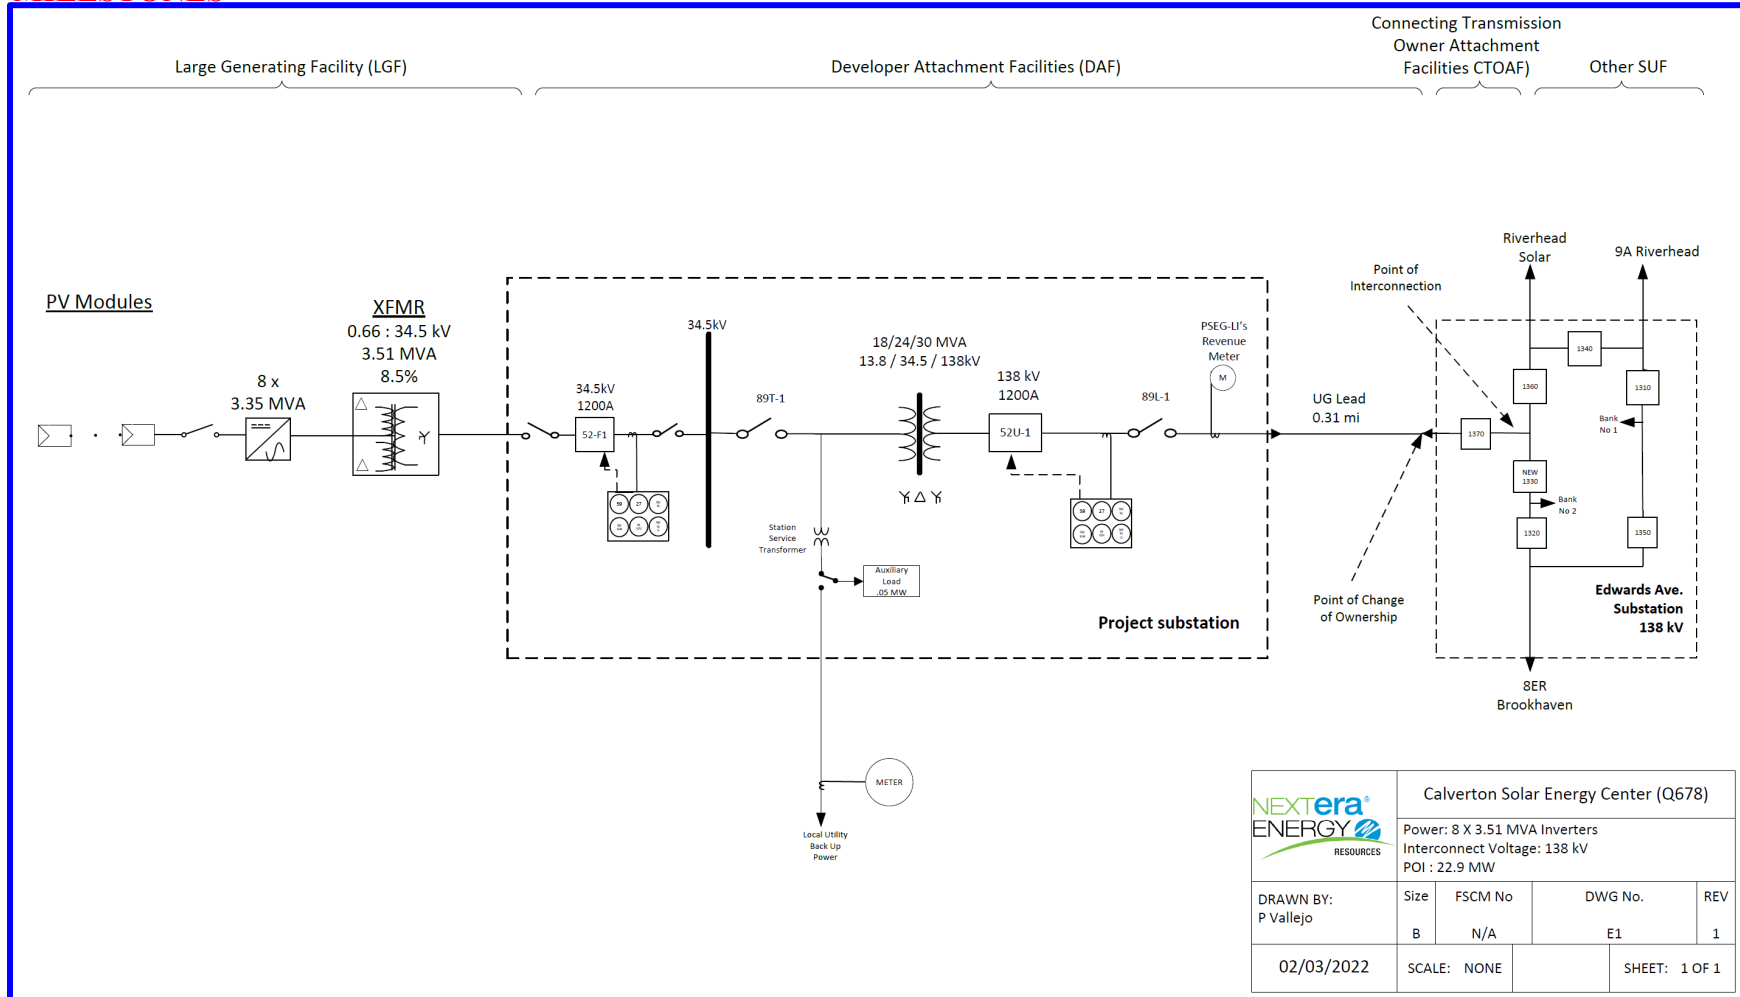 Large Generating Facility (LGF)
Developer Attachment Facilities (DAF)
Connecting Transmission
Owner Attachment
Facilities CTOAF)
Other SUF
PV Modules
8 x
3.35 MVA
XFMR
0.66 : 34.5 kV
3.51 MVA
8.5%
34.5kV
1200A
52-F1
59
27
34.5kV
89T-1
18/24/30 MVA
13.8 / 34.5 / 138kV
138 kV
1200A
52U-1
59
27
89L-1
PSEG-LI's
Revenue
Meter
M
Station
Service
Transformer
Auxiliary
Load
.05 MW
Project substation
METER
Local Utility
Back Up
Power
UG Lead
0.31 mi
Point of
Interconnection
Point of Change
of Ownership
Riverhead
Solar
9A Riverhead
1340
1360
1310
Bank
No 1
1370
NEW
1330
Bank
No 2
1320
1350
Edwards Ave.
Substation
138 kV
8ER
Brookhaven
NEXTera®
ENERGY
RESOURCES
Calverton Solar Energy Center (Q678)
Power: 8 X 3.51 MVA Inverters
Interconnect Voltage: 138 kV
POI : 22.9 MW
DRAWN BY:
P Vallejo
Size
B
FSCM No
N/A
DWG No.
E1
REV
1
02/03/2022
SCALE: NONE
SHEET: 1 OF 1